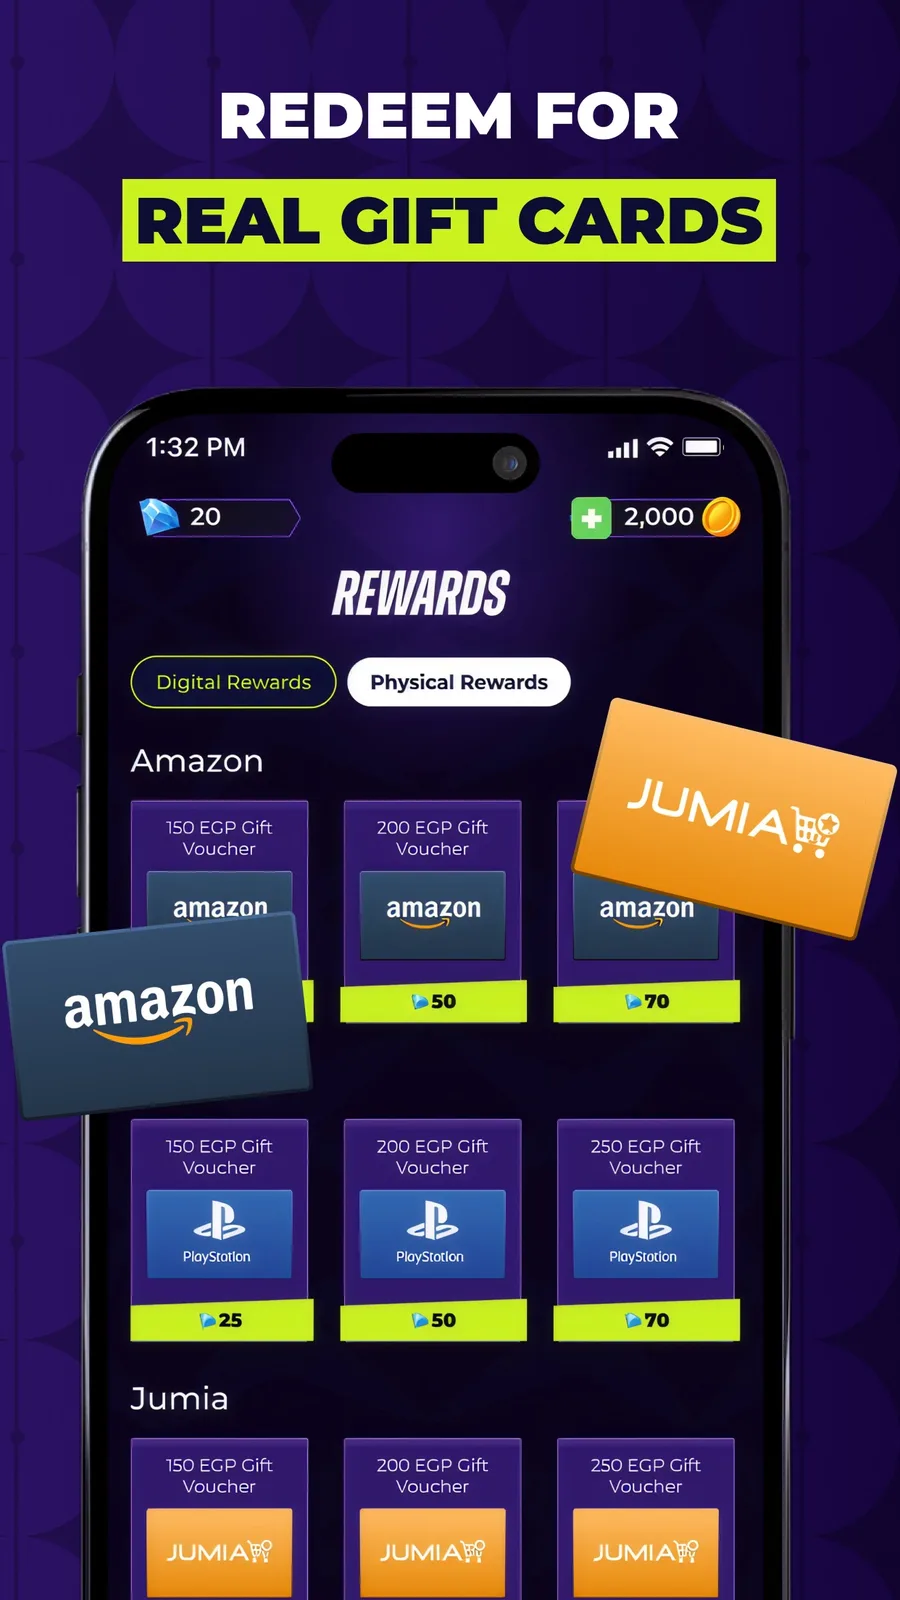 REDEEM FOR
REAL GIFT CARDS
1:32 PM
20
2,000
REWARDS
Digital Rewards
Physical Rewards
Amazon
150 EGP Gift
Voucher
amazon
200 EGP Gift
Voucher
amazon
50
amazon
70
JUMIA
amazon
150 EGP Gift
Voucher
PlayStation
25
200 EGP Gift
Voucher
PlayStation
50
250 EGP Gift
Voucher
PlayStation
70
Jumia
150 EGP Gift
Voucher
JUMIA
200 EGP Gift
Voucher
JUMIA
250 EGP Gift
Voucher
JUMIA